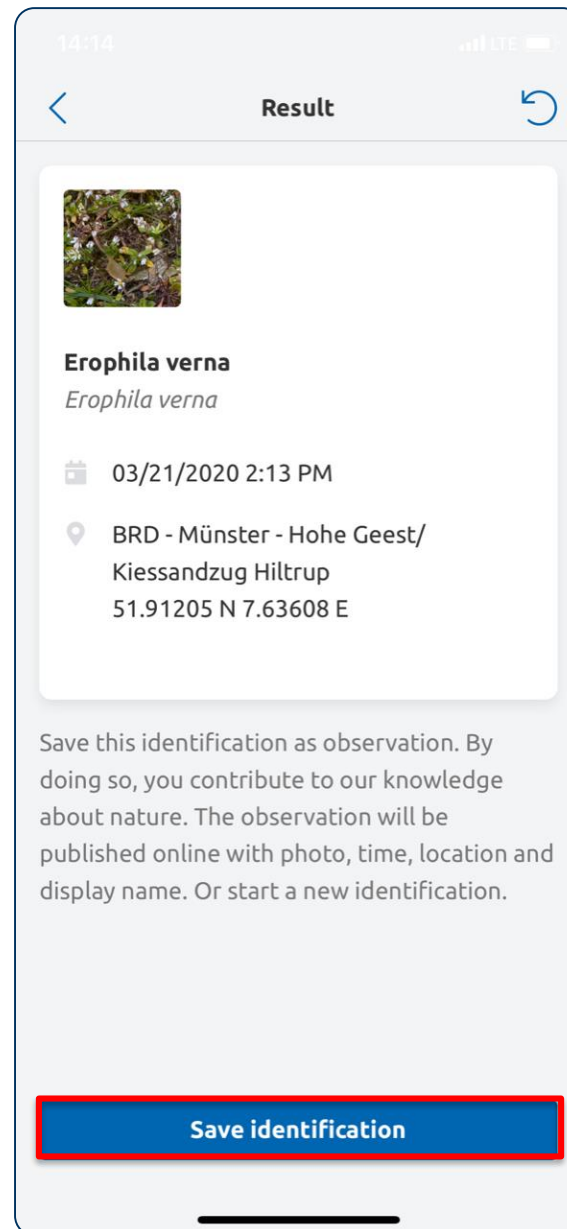 14:14 LTE
Result
Erophila verna
Erophila verna
03/21/2020 2:13 PM
BRD - Münster - Hohe Geest/
Kiessandzug Hiltrup
51.91205 N 7.63608 E
Save this identification as observation. By
doing so, you contribute to our knowledge
about nature. The observation will be
published online with photo, time, location and
display name. Or start a new identification.
Save identification